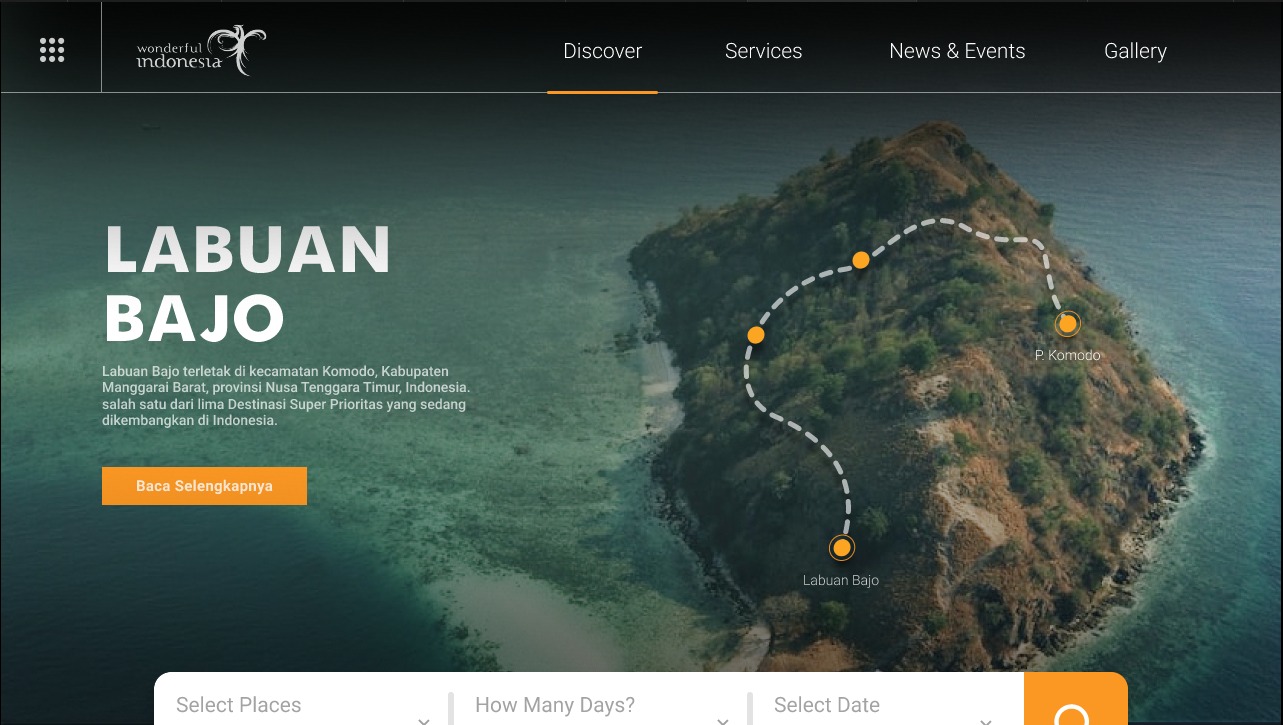 wonderful
indonesia
Discover
Services
News & Events
Gallery
LABUAN
BAJO
Labuan Bajo terletak di kecamatan Komodo, Kabupaten
Manggarai Barat, provinsi Nusa Tenggara Timur, Indonesia.
salah satu dari lima Destinasi Super Prioritas yang sedang
dikembangkan di Indonesia.
Baca Selengkapnya
P. Komodo
Labuan Bajo
Select Places
How Many Days?
Select Date